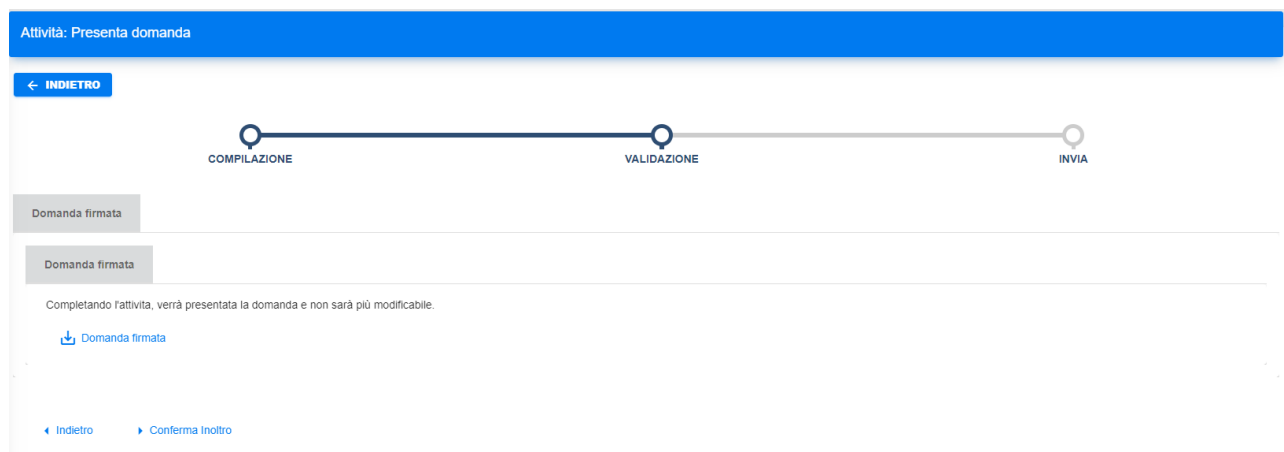 Attività: Presenta domanda
← INDIETRO
COMPILAZIONE VALIDAZIONE INVIA
Domanda firmata
Domanda firmata
Completando l'attivita, verrà presentata la domanda e non sarà più modificabile.
Domanda firmata
Indietro Conferma Inoltro